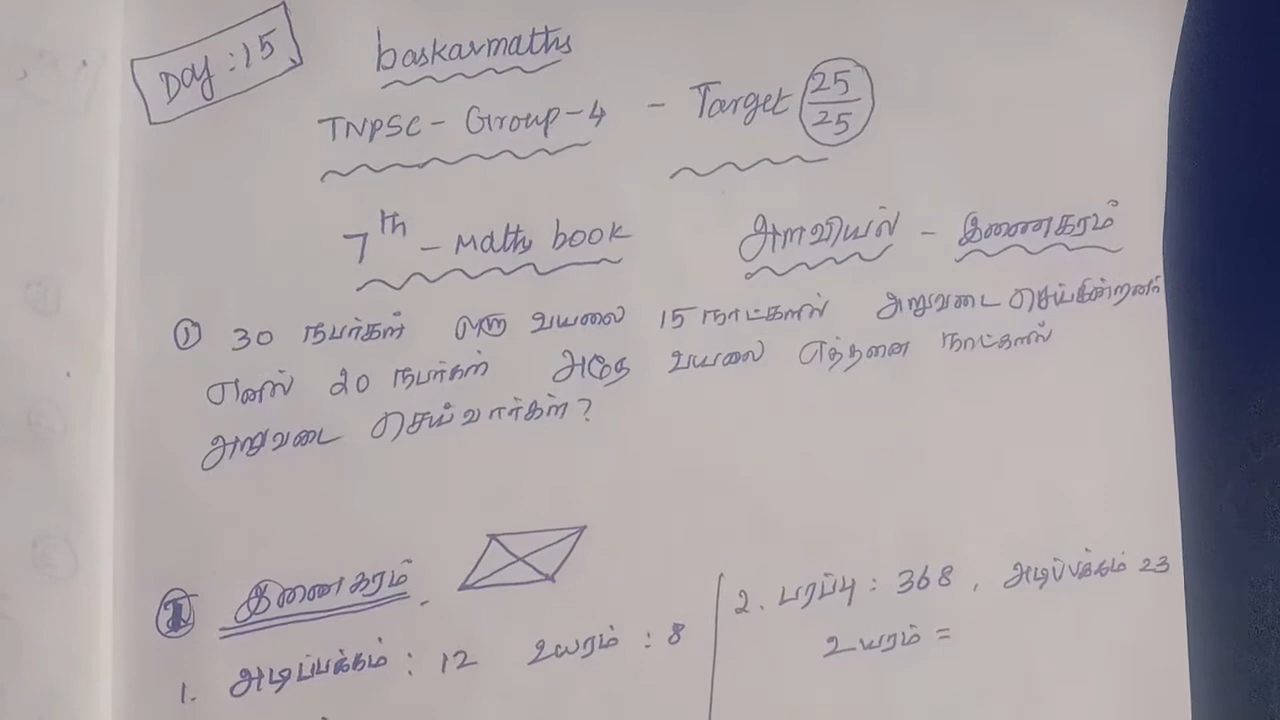 Day : 15
baskarmaths
TNPSC - Group-4 - Target 25/25
7th - Maths book அளவியல் - இணைகரம்
① 30 நபர்கள் ஒரு வயலை 15 நாட்களில் அறுவடை செய்கின்றனர்
எனில் 20 நபர்கள் அதே வயலை எத்தனை நாட்களில்
அறுவடை செய்வார்கள்?
I இணைகரம்.
1. அடிப்பக்கம் : 12 உயரம் : 8
2. பரப்பு : 368 , அடிப்பக்கம் 23
உயரம் =